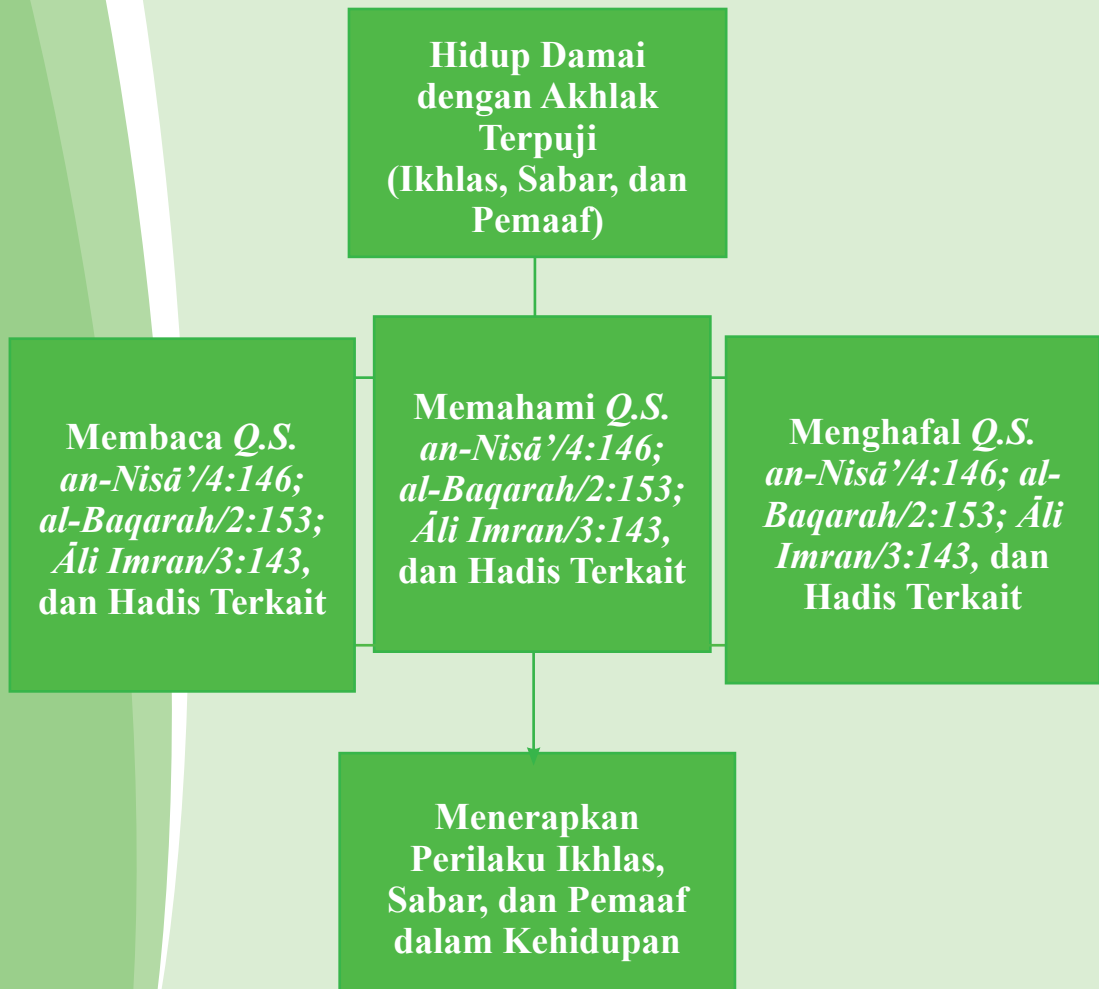 Hidup Damai
dengan Akhlak
Terpuji
(Ikhlas, Sabar, dan
Pemaaf)
Membaca Q.S.
an-Nisā’/4:146;
al-Baqarah/2:153;
Āli Imran/3:143,
dan Hadis Terkait
Memahami Q.S.
an-Nisā’/4:146;
al-Baqarah/2:153;
Āli Imran/3:143,
dan Hadis Terkait
Menghafal Q.S.
an-Nisā’/4:146; al-
Baqarah/2:153; Āli
Imran/3:143, dan
Hadis Terkait
Menerapkan
Perilaku Ikhlas,
Sabar, dan Pemaaf
dalam Kehidupan